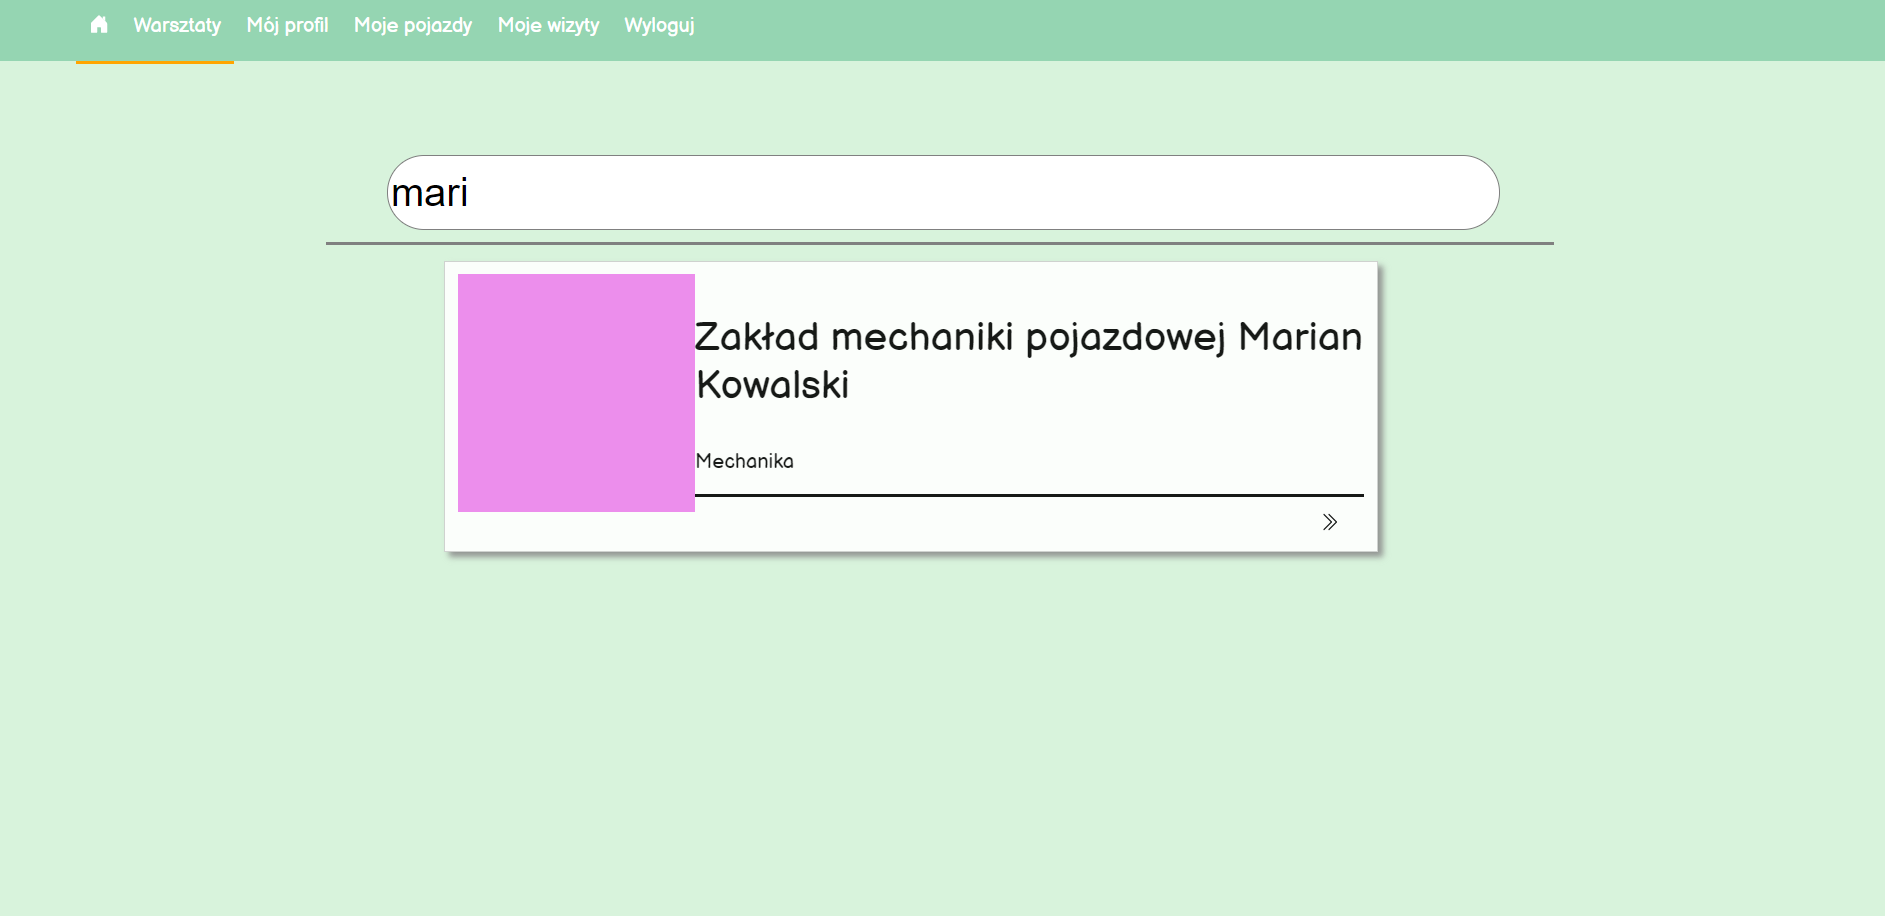 Warsztaty Mój profil Moje pojazdy Moje wizyty Wyloguj
mari
Zakład mechaniki pojazdowej Marian
Kowalski
Mechanika